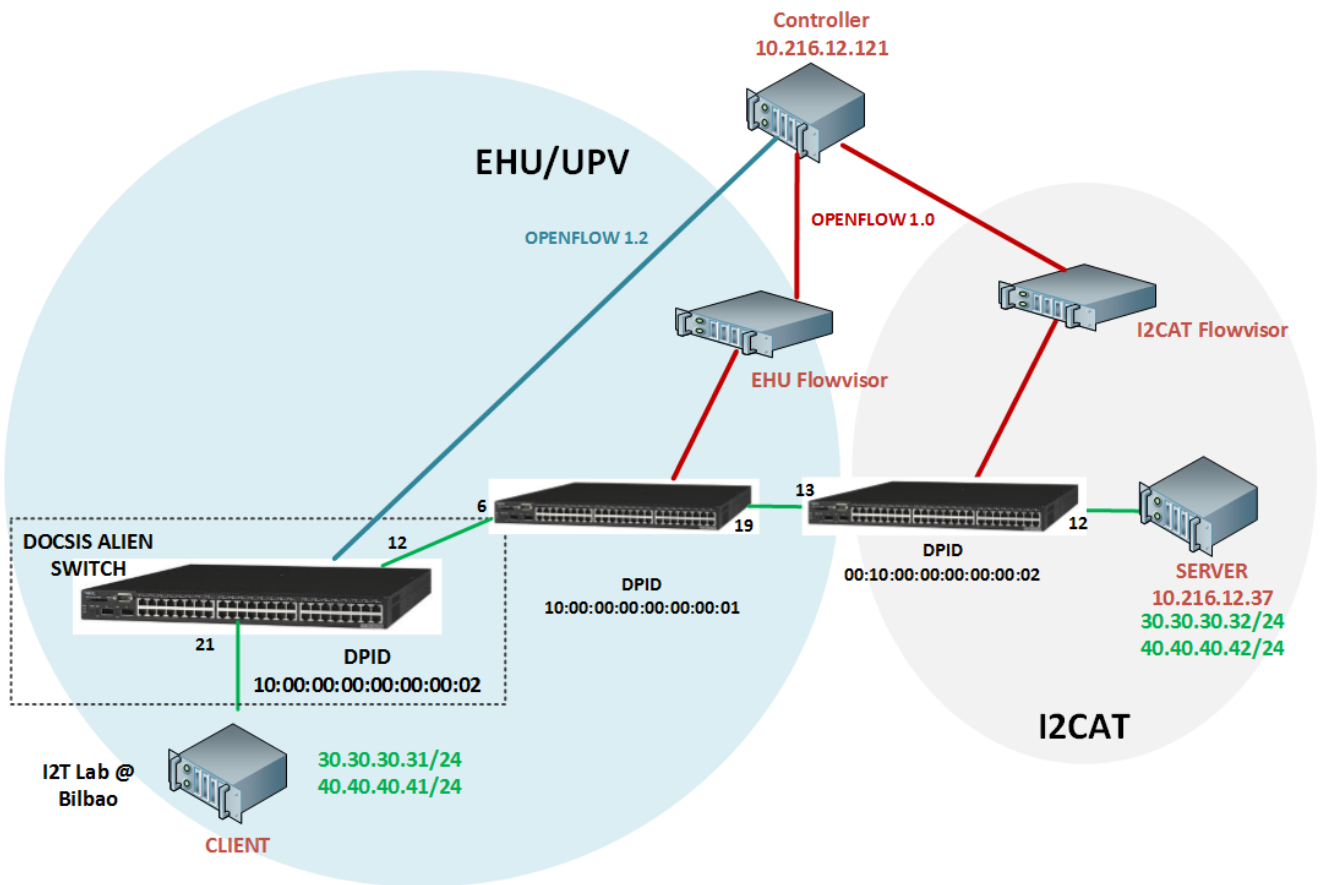 Controller
10.216.12.121
EHU/UPV
OPENFLOW 1.2
OPENFLOW 1.0
I2CAT Flowvisor
EHU Flowvisor
6
19
13
12
DOCSIS ALIEN
SWITCH
12
21
DPID
10:00:00:00:00:00:00:02
DPID
10:00:00:00:00:00:00:01
DPID
00:10:00:00:00:00:00:02
SERVER
10.216.12.37
30.30.30.32/24
40.40.40.42/24
I2CAT
I2T Lab @
Bilbao
30.30.30.31/24
40.40.40.41/24
CLIENT